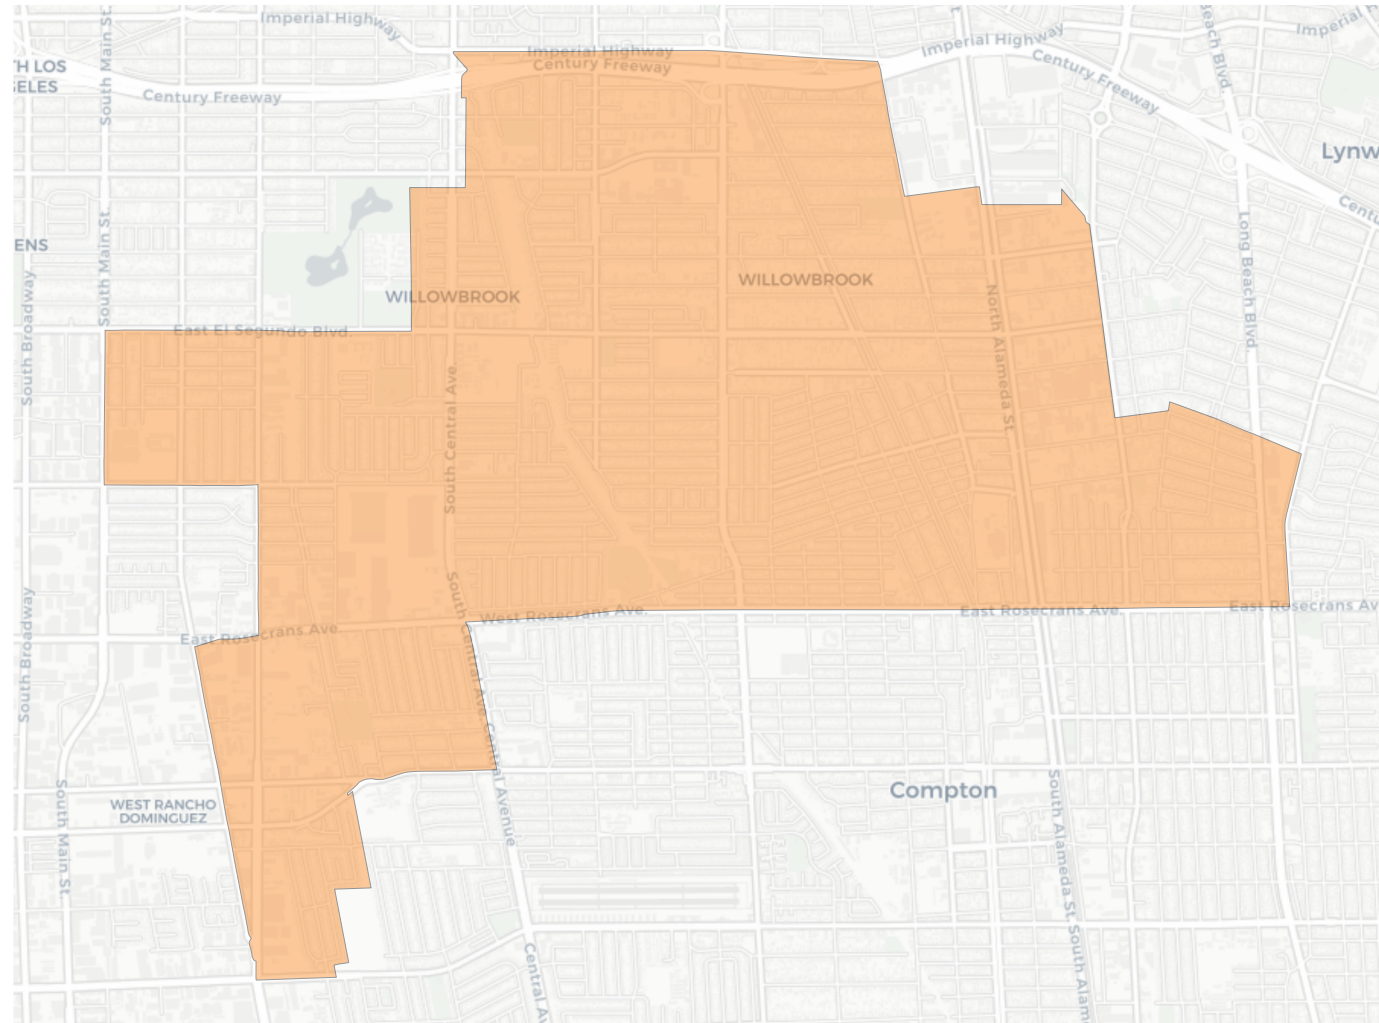 Imperial Highway
South Main St.
Imperial Highway
Century Freeway
Imperial Highway
Century Freeway
Beach Blvd.
Imperial
TH LOS
GELES
Century Freeway
Lynw
Centu
South Main St.
ENS
Long Beach Blvd.
WILLOWBROOK
WILLOWBROOK
North Alameda St.
East El Segundo Blvd.
South Broadway
South Central Ave.
East Rosecrans Ave.
South Central Ave.
West Rosecrans Ave.
East Rosecrans Ave.
East Rosecrans Av
South Broadway
Central Avenue
South Main St.
WEST RANCHO
DOMINGUEZ
Compton
South Alameda St.
South Alam
Central Av